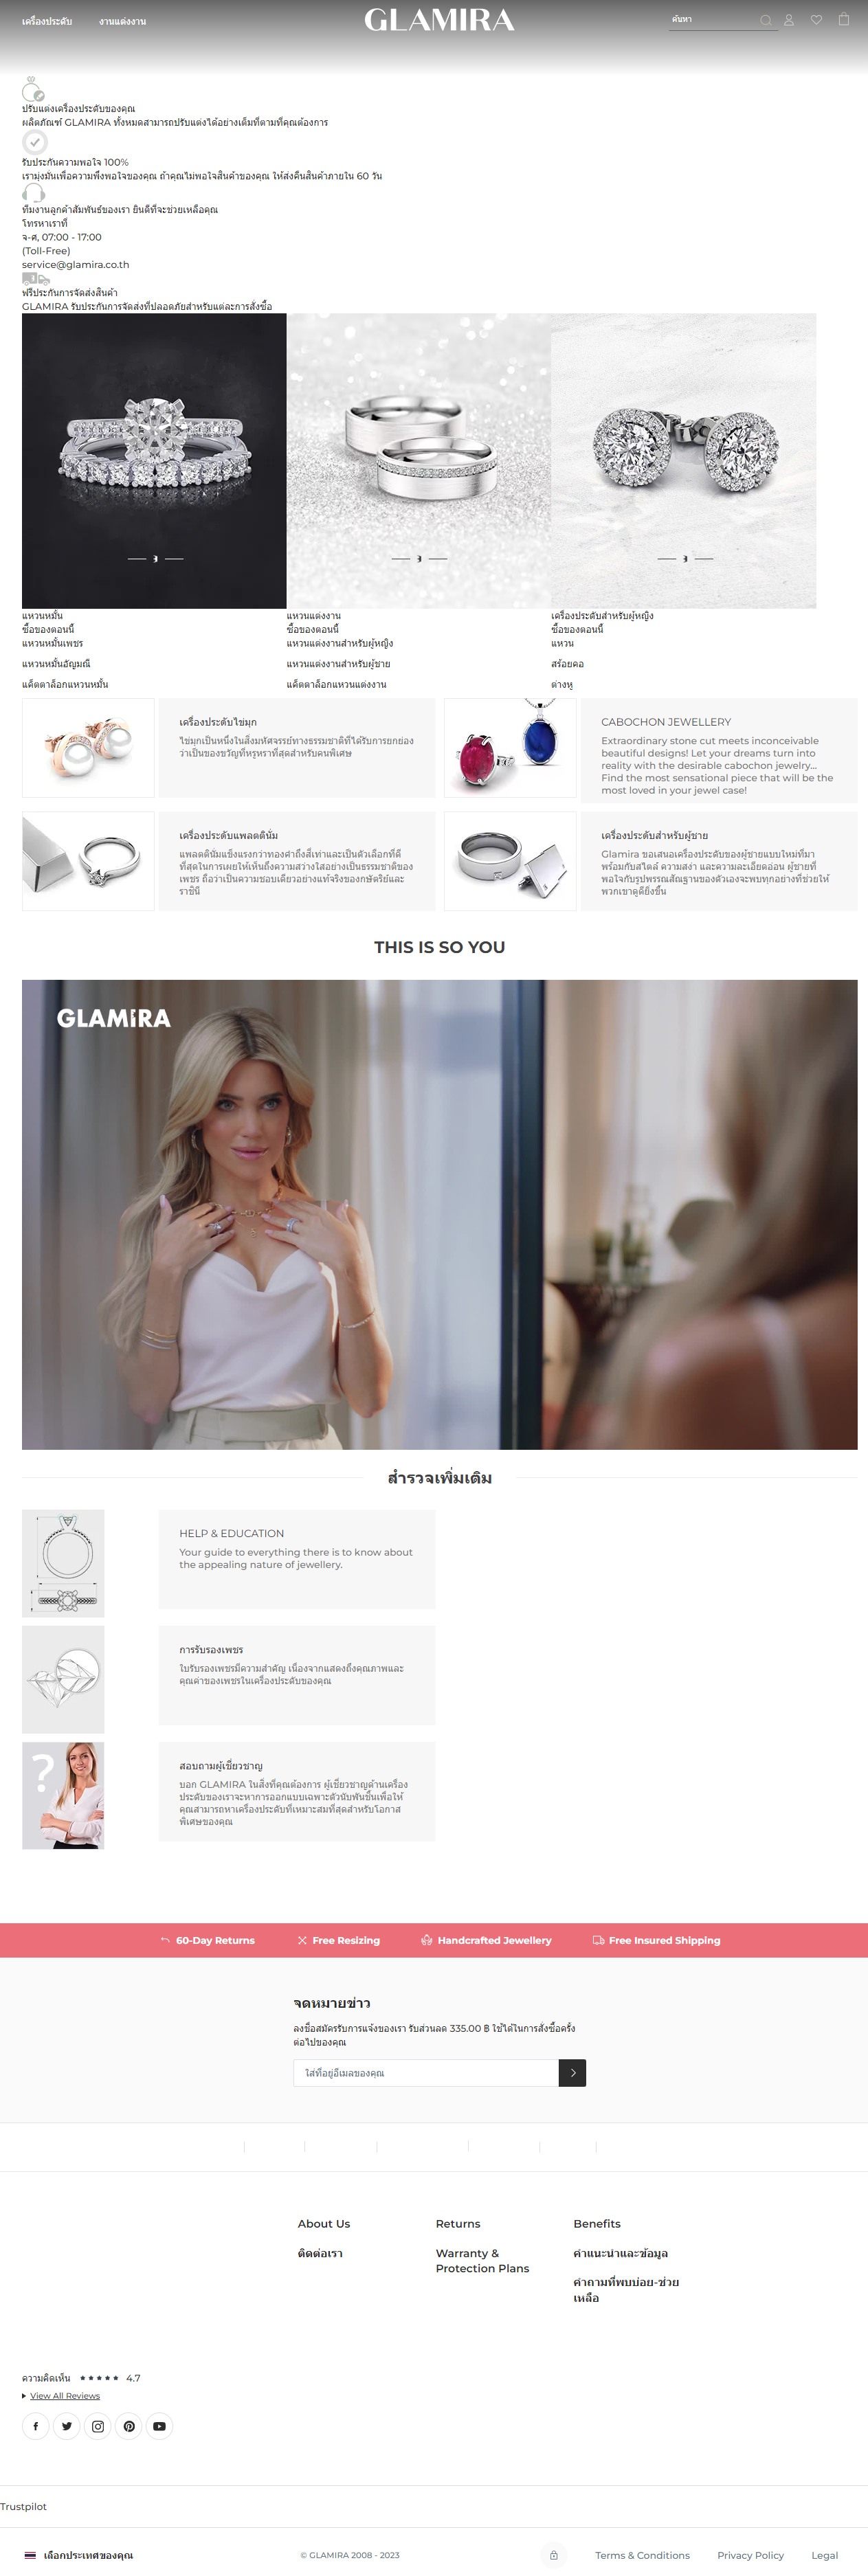 เครื่องประดับ
งานแต่งงาน
GLAMIRA
ค้นหา
ปรับแต่งเครื่องประดับของคุณ
ผลิตภัณฑ์ GLAMIRA ทั้งหมดสามารถปรับแต่งได้อย่างเต็มที่ตามที่คุณต้องการ
รับประกันความพอใจ 100%
เรามุ่งมั่นเพื่อความพึงพอใจของคุณ ถ้าคุณไม่พอใจสินค้าของคุณ ให้ส่งคืนสินค้าภายใน 60 วัน
ทีมงานลูกค้าสัมพันธ์ของเรา ยินดีที่จะช่วยเหลือคุณ
โทรหาเราที่
จ-ศ, 07:00 - 17:00
(Toll-Free)
service@glamira.co.th
ฟรีประกันการจัดส่งสินค้า
GLAMIRA รับประกันการจัดส่งที่ปลอดภัยสำหรับแต่ละการสั่งซื้อ
แหวนหมั้น
ซื้อของตอนนี้
แหวนหมั้นเพชร
แหวนหมั้นอัญมณี
แค็ตตาล็อกแหวนหมั้น
แหวนแต่งงาน
ซื้อของตอนนี้
แหวนแต่งงานสำหรับผู้หญิง
แหวนแต่งงานสำหรับผู้ชาย
แค็ตตาล็อกแหวนแต่งงาน
เครื่องประดับสำหรับผู้หญิง
ซื้อของตอนนี้
แหวน
สร้อยคอ
ต่างหู
เครื่องประดับไข่มุก
ไข่มุกเป็นหนึ่งในสิ่งมหัศจรรย์ทางธรรมชาติที่ได้รับการยกย่อง
ว่าเป็นของขวัญที่หรูหราที่สุดสำหรับคนพิเศษ
CABOCHON JEWELLERY
Extraordinary stone cut meets inconceivable
beautiful designs! Let your dreams turn into
reality with the desirable cabochon jewelry...
Find the most sensational piece that will be the
most loved in your jewel case!
เครื่องประดับแพลตตินั่ม
แพลตตินั่มแข็งแรงกว่าทองคำถึงสี่เท่าและเป็นตัวเลือกที่ดี
ที่สุดในการเผยให้เห็นถึงความสว่างใสอย่างเป็นธรรมชาติของ
เพชร ถือว่าเป็นความชอบเดียวอย่างแท้จริงของกษัตริย์และ
ราชินี
เครื่องประดับสำหรับผู้ชาย
Glamira ขอเสนอเครื่องประดับของผู้ชายแบบใหม่ที่มา
พร้อมกับสไตล์ ความสง่า และความละเอียดอ่อน ผู้ชายที่
พอใจกับรูปพรรณสัณฐานของตัวเองจะพบทุกอย่างที่ช่วยให้
พวกเขาดูดียิ่งขึ้น
THIS IS SO YOU
GLAMIRA
สำรวจเพิ่มเติม
HELP & EDUCATION
Your guide to everything there is to know about
the appealing nature of jewellery.
การรับรองเพชร
ใบรับรองเพชรมีความสำคัญ เนื่องจากแสดงถึงคุณภาพและ
คุณค่าของเพชรในเครื่องประดับของคุณ
?
สอบถามผู้เชี่ยวชาญ
บอก GLAMIRA ในสิ่งที่คุณต้องการ ผู้เชี่ยวชาญด้านเครื่อง
ประดับของเราจะหาการออกแบบเฉพาะตัวนับพันชิ้นเพื่อให้
คุณสามารถหาเครื่องประดับที่เหมาะสมที่สุดสำหรับโอกาส
พิเศษของคุณ
60-Day Returns
Free Resizing
Handcrafted Jewellery
Free Insured Shipping
จดหมายข่าว
ลงชื่อสมัครรับการแจ้งของเรา รับส่วนลด 335.00 ฿ ใช้ได้ในการสั่งซื้อครั้ง
ต่อไปของคุณ
ใส่ที่อยู่อีเมลของคุณ
About Us
ติดต่อเรา
Returns
Warranty &
Protection Plans
Benefits
คำแนะนำและข้อมูล
คำถามที่พบบ่อย-ช่วย
เหลือ
ความคิดเห็น
4.7
View All Reviews
Trustpilot
เลือกประเทศของคุณ
© GLAMIRA 2008 - 2023
Terms & Conditions
Privacy Policy
Legal